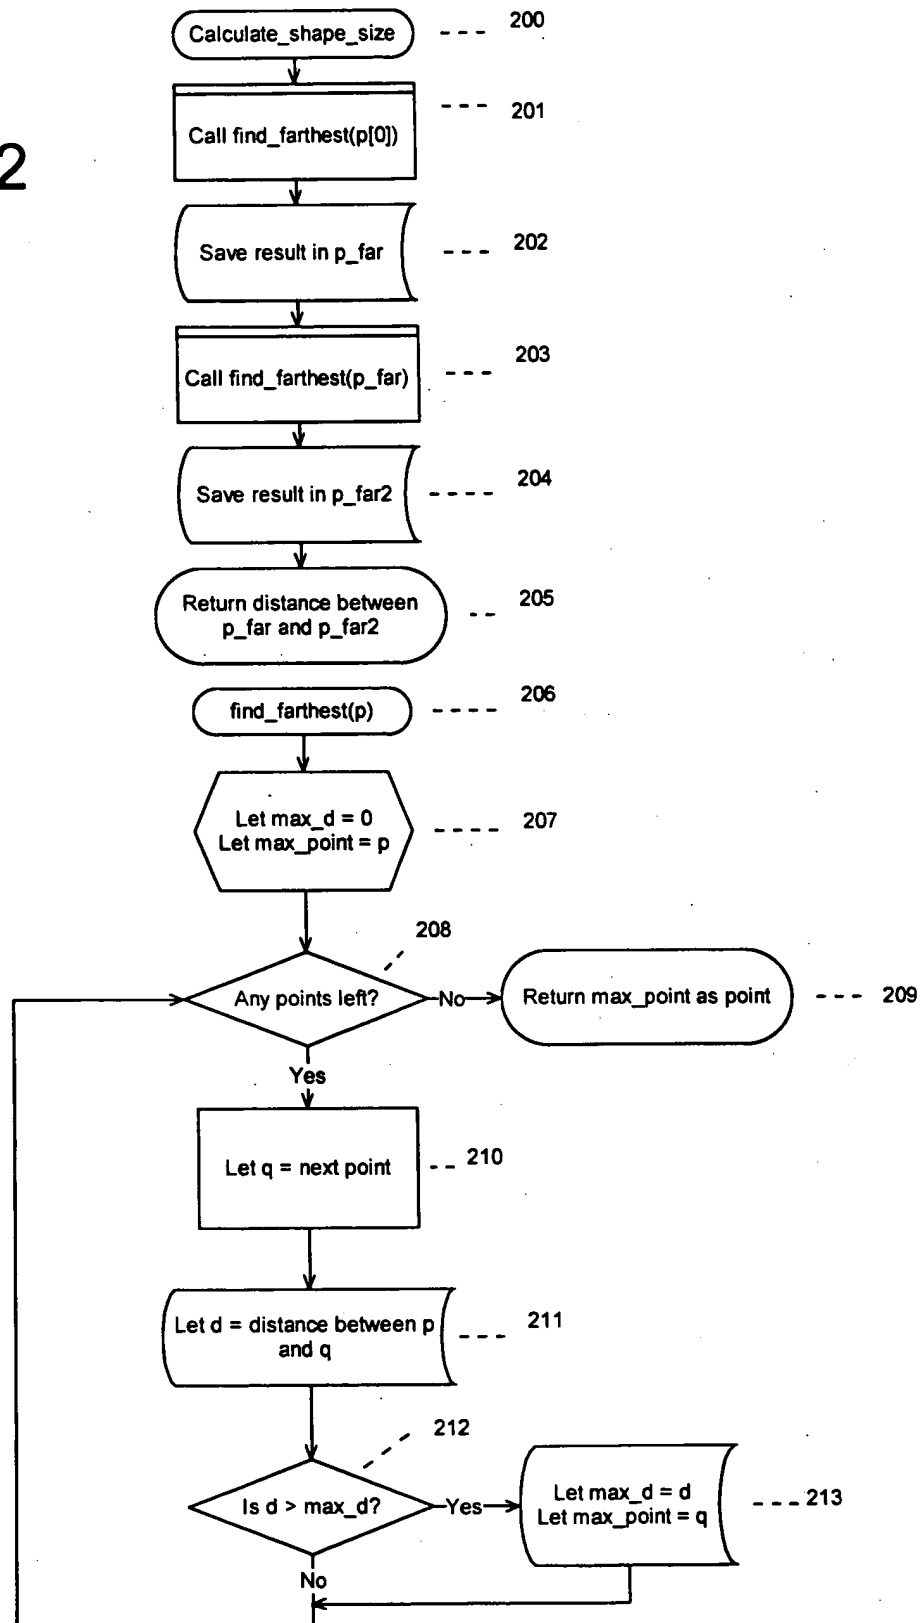 Calculate_shape_size
200
201
Call find_farthest(p[0])
2
Save result in p_far
202
203
Call find_farthest(p_far)
204
Save result in p_far2
205
Return distance between
p_far and p_far2
206
find_farthest(p)
Let max_d = 0
Let max_point = p
207
208
Any points left?
No
Return max_point as point
209
Yes
Let q = next point
210
Let d = distance between p
and q
211
212
Is d > max_d?
Yes
Let max_d = d
Let max_point = q
213
No